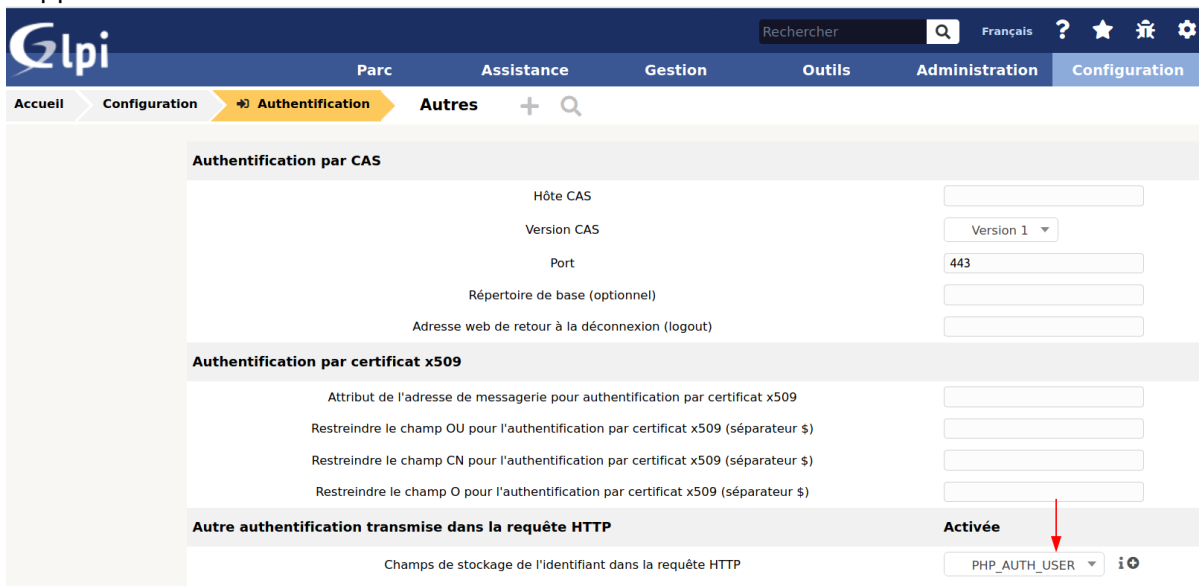 Glpi
Rechercher Français ?
Parc Assistance Gestion Outils Administration Configuration
Accueil Configuration Authentification Autres
Authentification par CAS
Hôte CAS
Version CAS Version 1
Port 443
Répertoire de base (optionnel)
Adresse web de retour à la déconnexion (logout)
Authentification par certificat x509
Attribut de l'adresse de messagerie pour authentification par certificat x509
Restreindre le champ OU pour l'authentification par certificat x509 (séparateur $)
Restreindre le champ CN pour l'authentification par certificat x509 (séparateur $)
Restreindre le champ O pour l'authentification par certificat x509 (séparateur $)
Autre authentification transmise dans la requête HTTP Activée
Champs de stockage de l'identifiant dans la requête HTTP PHP_AUTH_USER